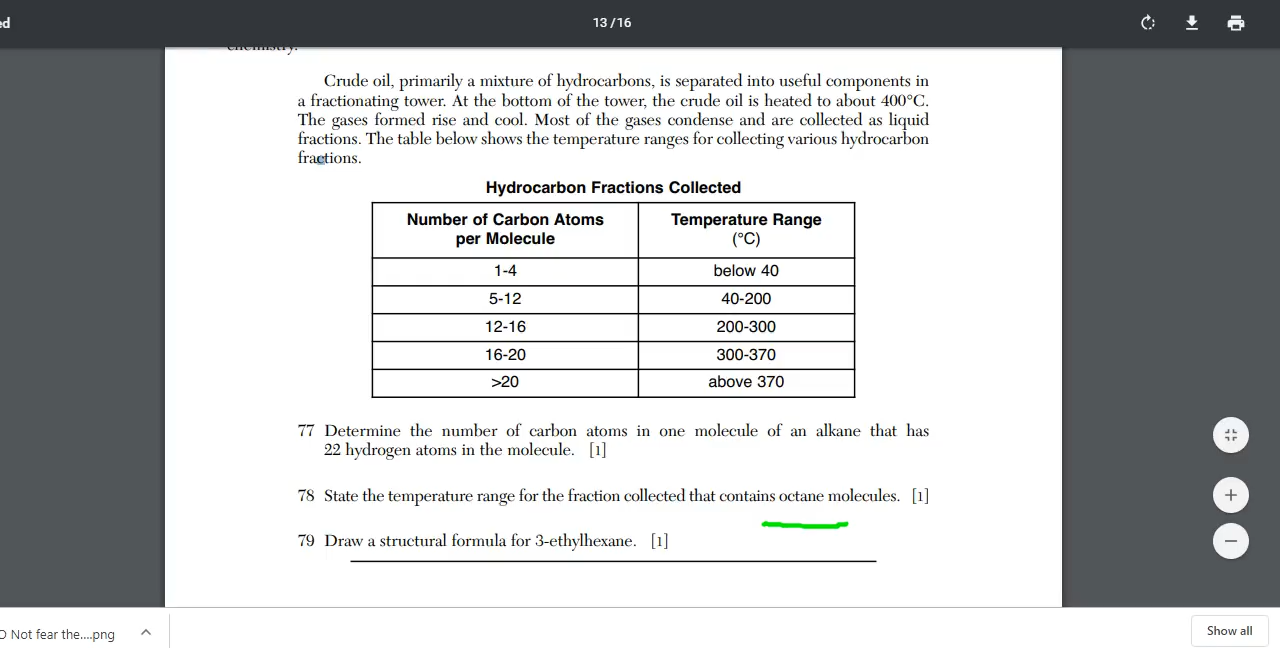 ed
13 / 16
chemistry.
Crude oil, primarily a mixture of hydrocarbons, is separated into useful components in
a fractionating tower. At the bottom of the tower, the crude oil is heated to about 400°C.
The gases formed rise and cool. Most of the gases condense and are collected as liquid
fractions. The table below shows the temperature ranges for collecting various hydrocarbon
fractions.
Hydrocarbon Fractions Collected
Number of Carbon Atoms
per Molecule
Temperature Range
(°C)
1-4 below 40
5-12 40-200
12-16 200-300
16-20 300-370
>20 above 370
77 Determine the number of carbon atoms in one molecule of an alkane that has
22 hydrogen atoms in the molecule. [1]
78 State the temperature range for the fraction collected that contains octane molecules. [1]
79 Draw a structural formula for 3-ethylhexane. [1]
O Not fear the....png
Show all